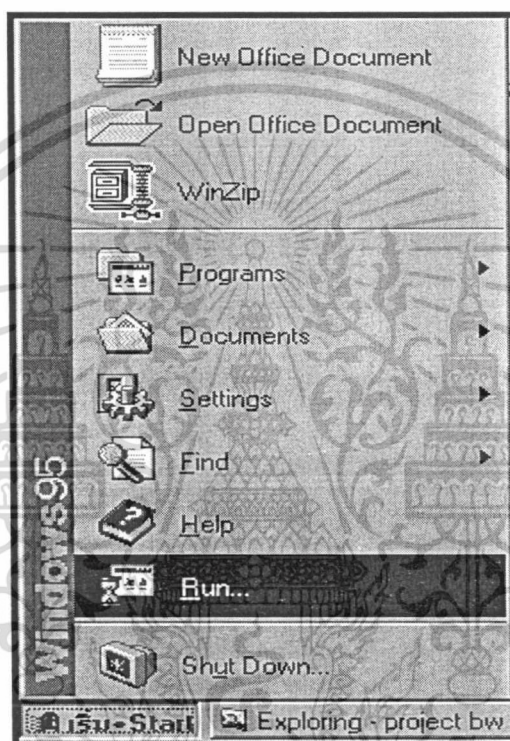 New Office Document
Open Office Document
WinZip
Programs
Documents
Settings
Find
Help
Run...
Shut Down...
Windows95
เริ่ม-Start
Exploring - project bw